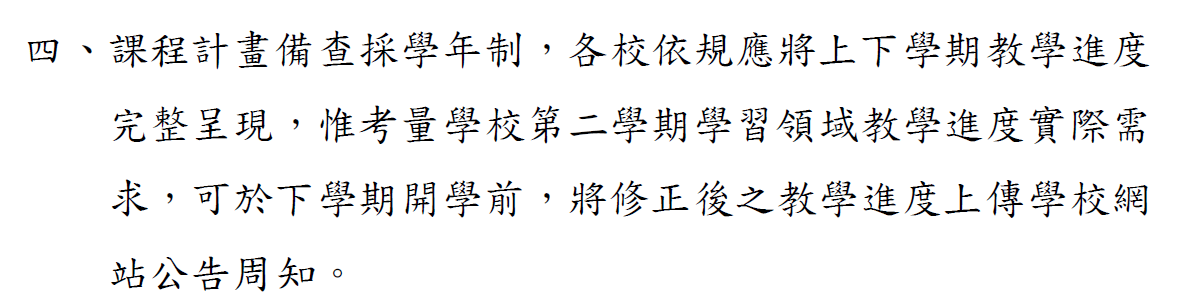 四、課程計畫備查採學年制，各校依規應將上下學期教學進度
完整呈現，惟考量學校第二學期學習領域教學進度實際需
求，可於下學期開學前，將修正後之教學進度上傳學校網
站公告周知。